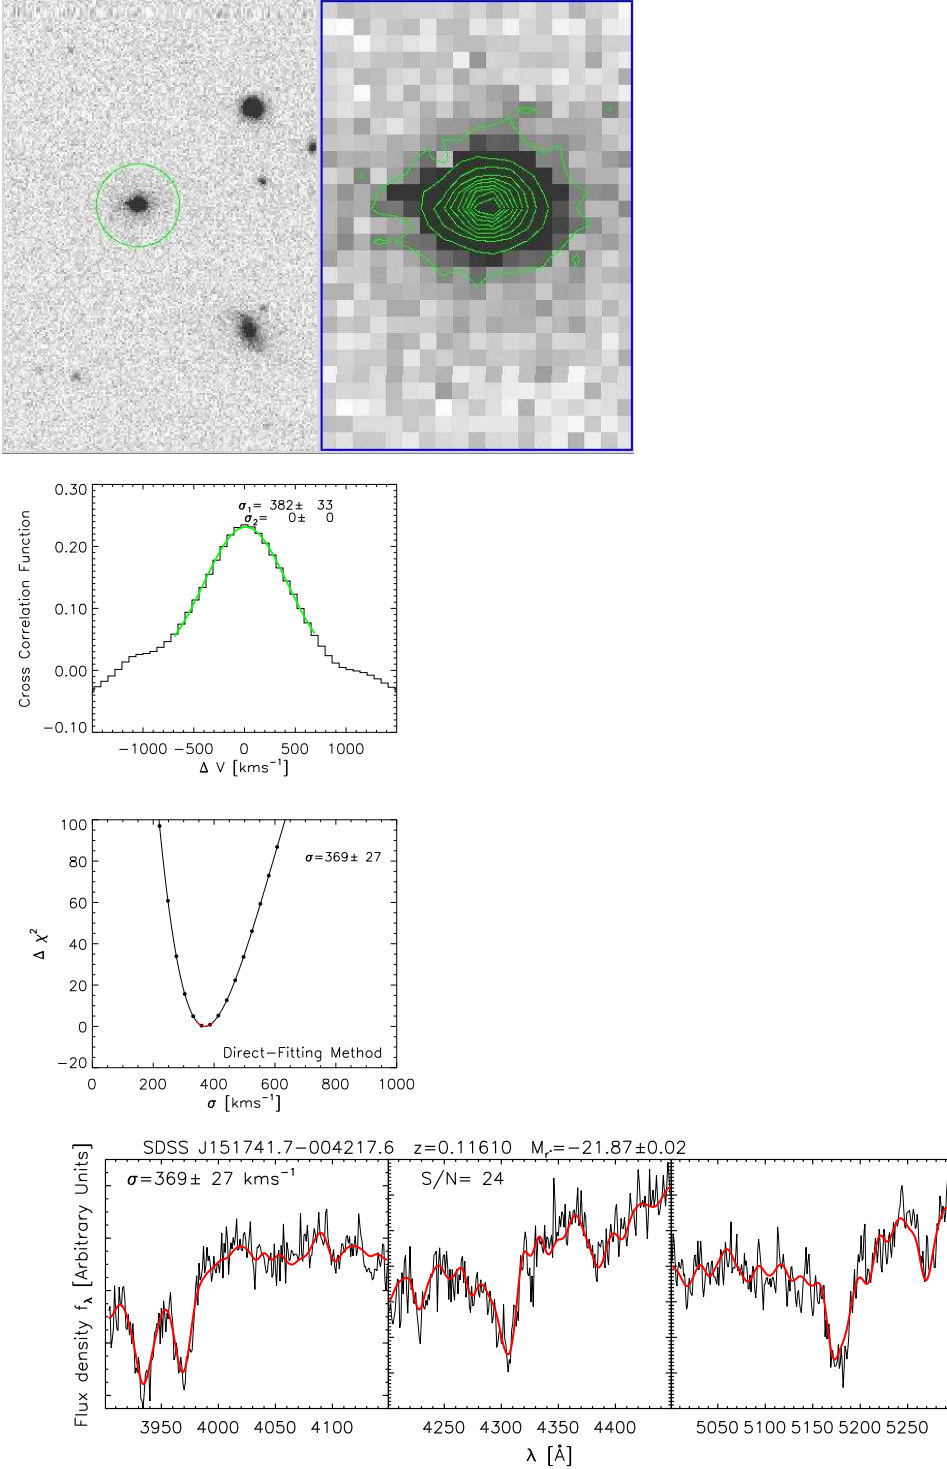 0.30
σ1= 382± 33
σ2= 0± 0
0.20
0.10
0.00
−0.10
Cross Correlation Function
−1000 −500 0 500 1000
Δ V [kms−1]
100
σ=369± 27
80
60
40
20
0
−20
Δ χ2
Direct−Fitting Method
0 200 400 600 800 1000
σ [kms−1]
SDSS J151741.7−004217.6 z=0.11610 Mr=−21.87±0.02
σ=369± 27 kms−1
S/N= 24
Flux density fλ [Arbitrary Units]
3950 4000 4050 4100 4250 4300 4350 4400 5050 5100 5150 5200 5250
λ [Å]